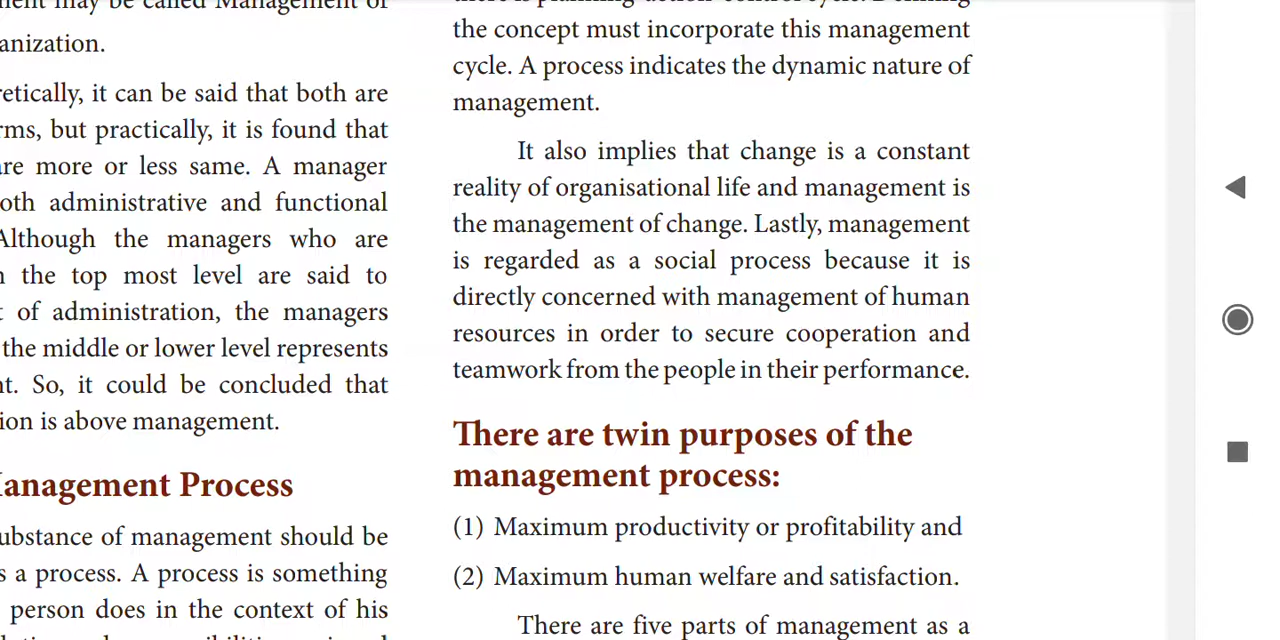 may be called Management of
anization.
retically, it can be said that both are
rms, but practically, it is found that
are more or less same. A manager
oth administrative and functional
Although the managers who are
n the top most level are said to
t of administration, the managers
the middle or lower level represents
nt. So, it could be concluded that
ion is above management.
Management Process
ubstance of management should be
s a process. A process is something
person does in the context of his
the concept must incorporate this management
cycle. A process indicates the dynamic nature of
management.
It also implies that change is a constant
reality of organisational life and management is
the management of change. Lastly, management
is regarded as a social process because it is
directly concerned with management of human
resources in order to secure cooperation and
teamwork from the people in their performance.
There are twin purposes of the
management process:
(1) Maximum productivity or profitability and
(2) Maximum human welfare and satisfaction.
There are five parts of management as a